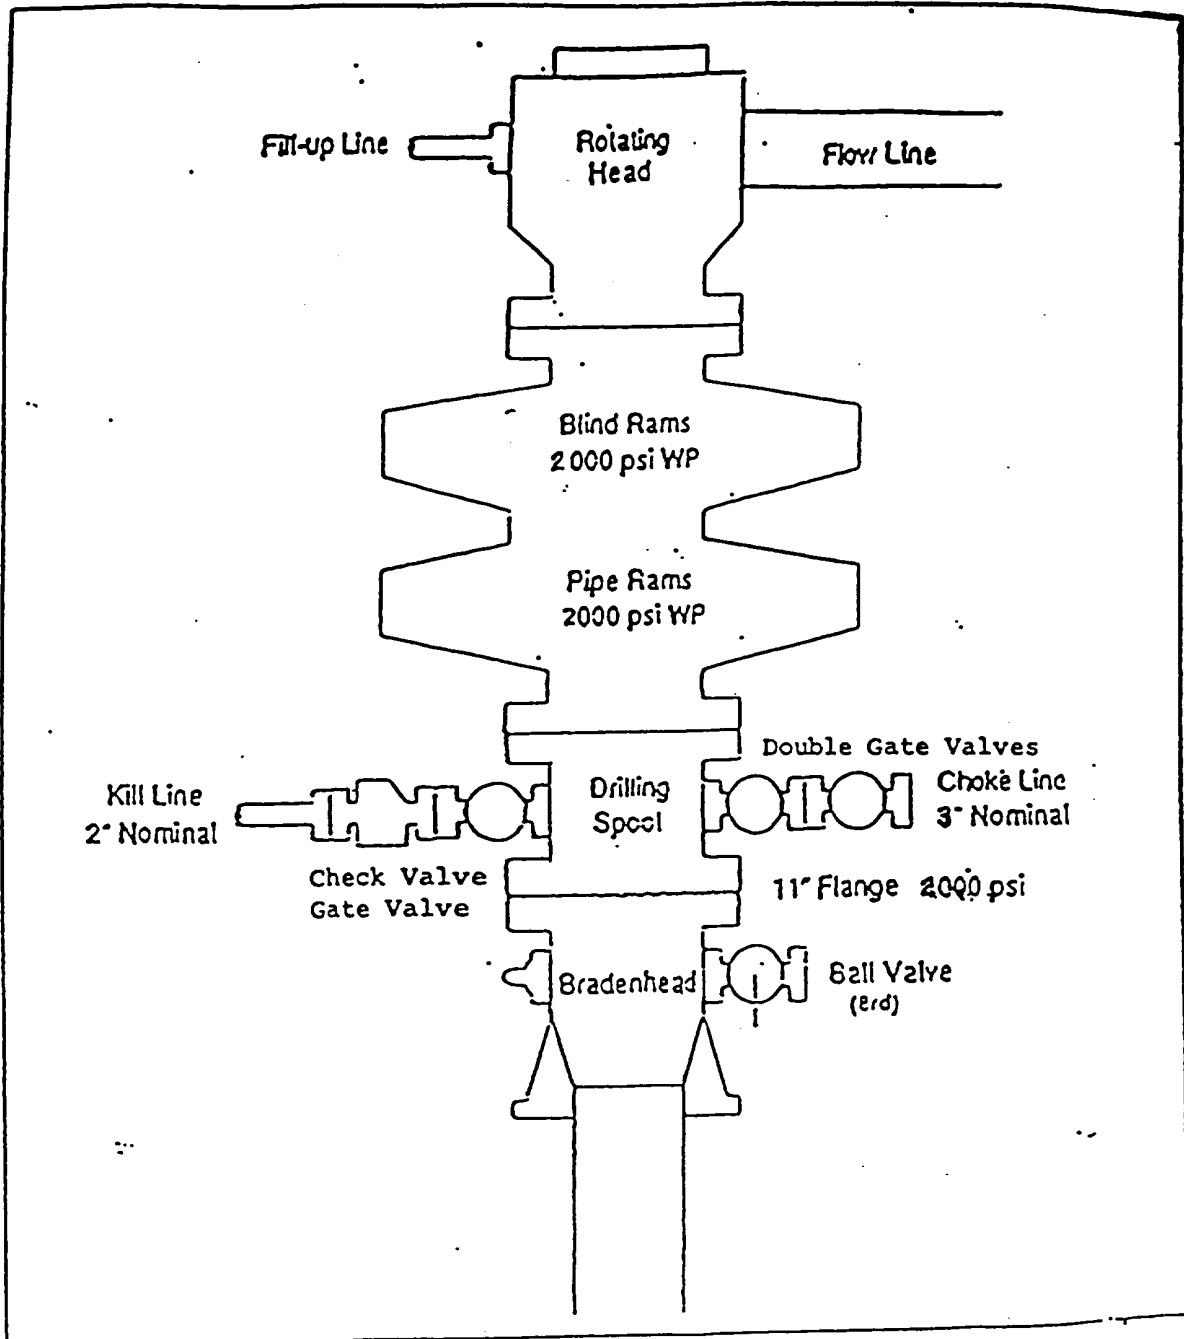 Fill-up Line
Rotating
Head
Flow Line
Blind Rams
2000 psi WP
Pipe Rams
2000 psi WP
Double Gate Valves
Kill Line
2" Nominal
Drilling
Spool
Choke Line
3" Nominal
Check Valve
Gate Valve
11" Flange 2000 psi
Bradenhead
Ball Valve
(8rd)